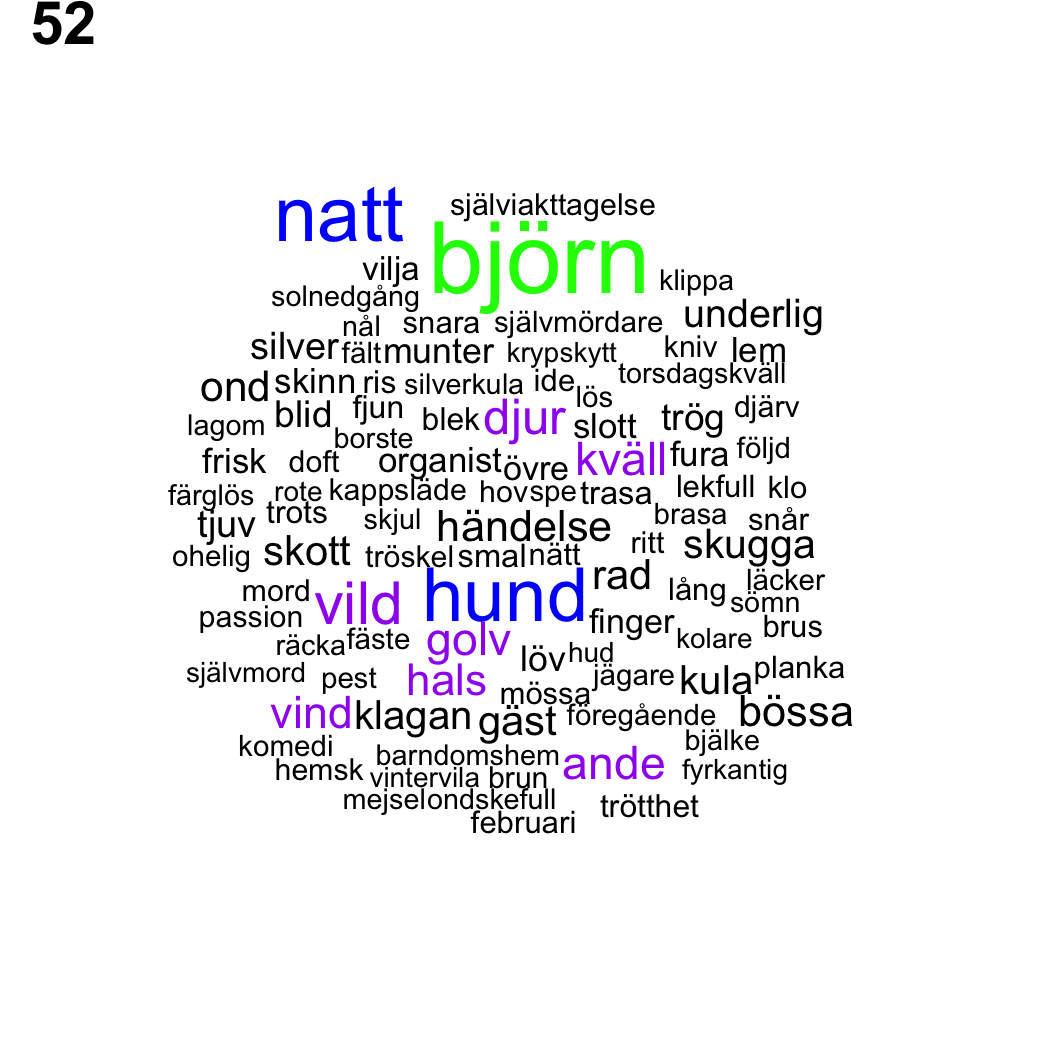 52
natt själviakttagelse
björn
vilja klippa
solnedgång
nål snara självmördare underlig
silver fält munter krypskytt kniv lem
ond skinn ris silverkula ide torsdagskväll
lagom blid fjun blek djur lös slott trög djärv
borste
frisk doft organist övre kväll fura följd
färglös rote kappsläde hovspe trasa lekfull klo
tjuv trots skjul händelse brasa snår
ohelig skott tröskel smal nätt ritt skugga
mord vild hund rad lång läcker
passion finger sömn
räcka fäste golv kolare brus
löv hud
självmord pest hals mössa jägare kula planka
vind klagan gäst föregående bössa
komedi barndomshem bjälke
hemsk vintervila brun ande fyrkantig
mejsel ondskefull trötthet
februari